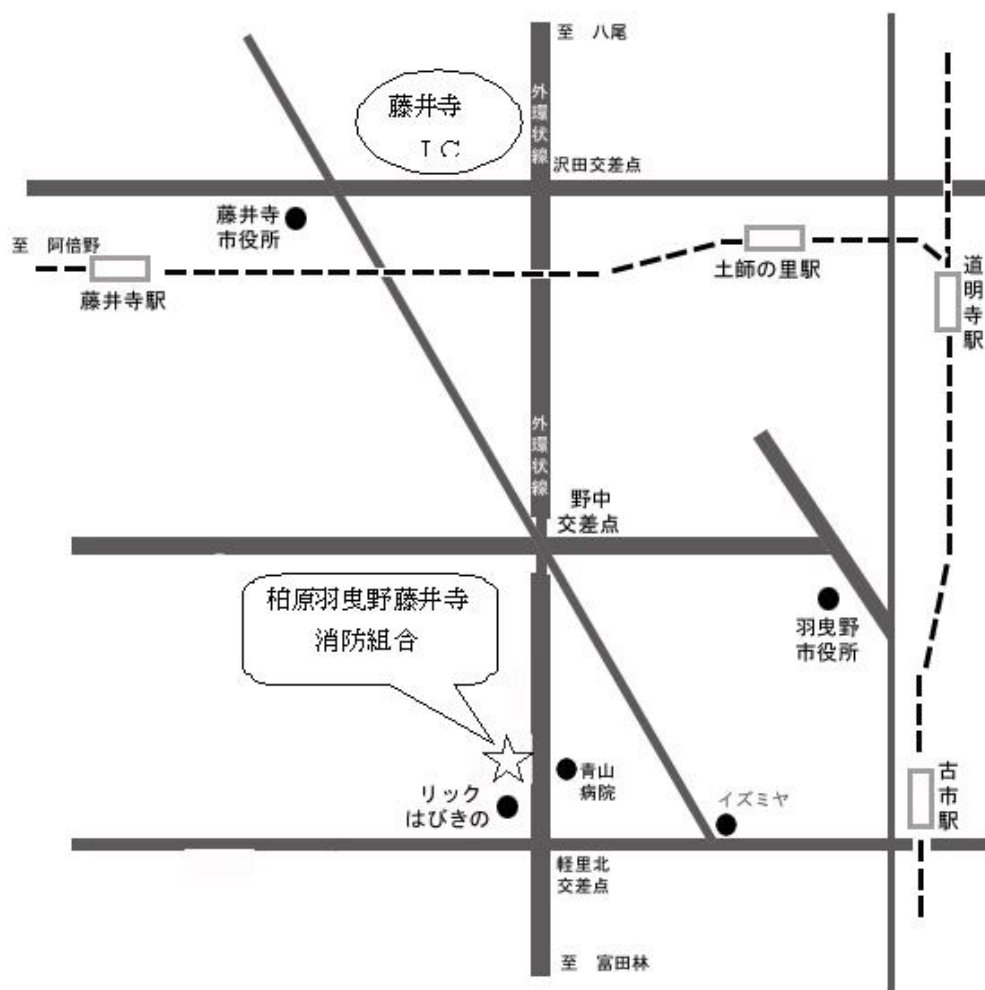 至　八尾
藤井寺
IC
外環状線
沢田交差点
藤井寺
市役所
至　阿倍野
藤井寺駅
土師の里駅
道明寺駅
外環状線
野中
交差点
柏原羽曳野藤井寺
消防組合
羽曳野
市役所
青山
病院
リック
はびきの
イズミヤ
古市駅
軽里北
交差点
至　富田林